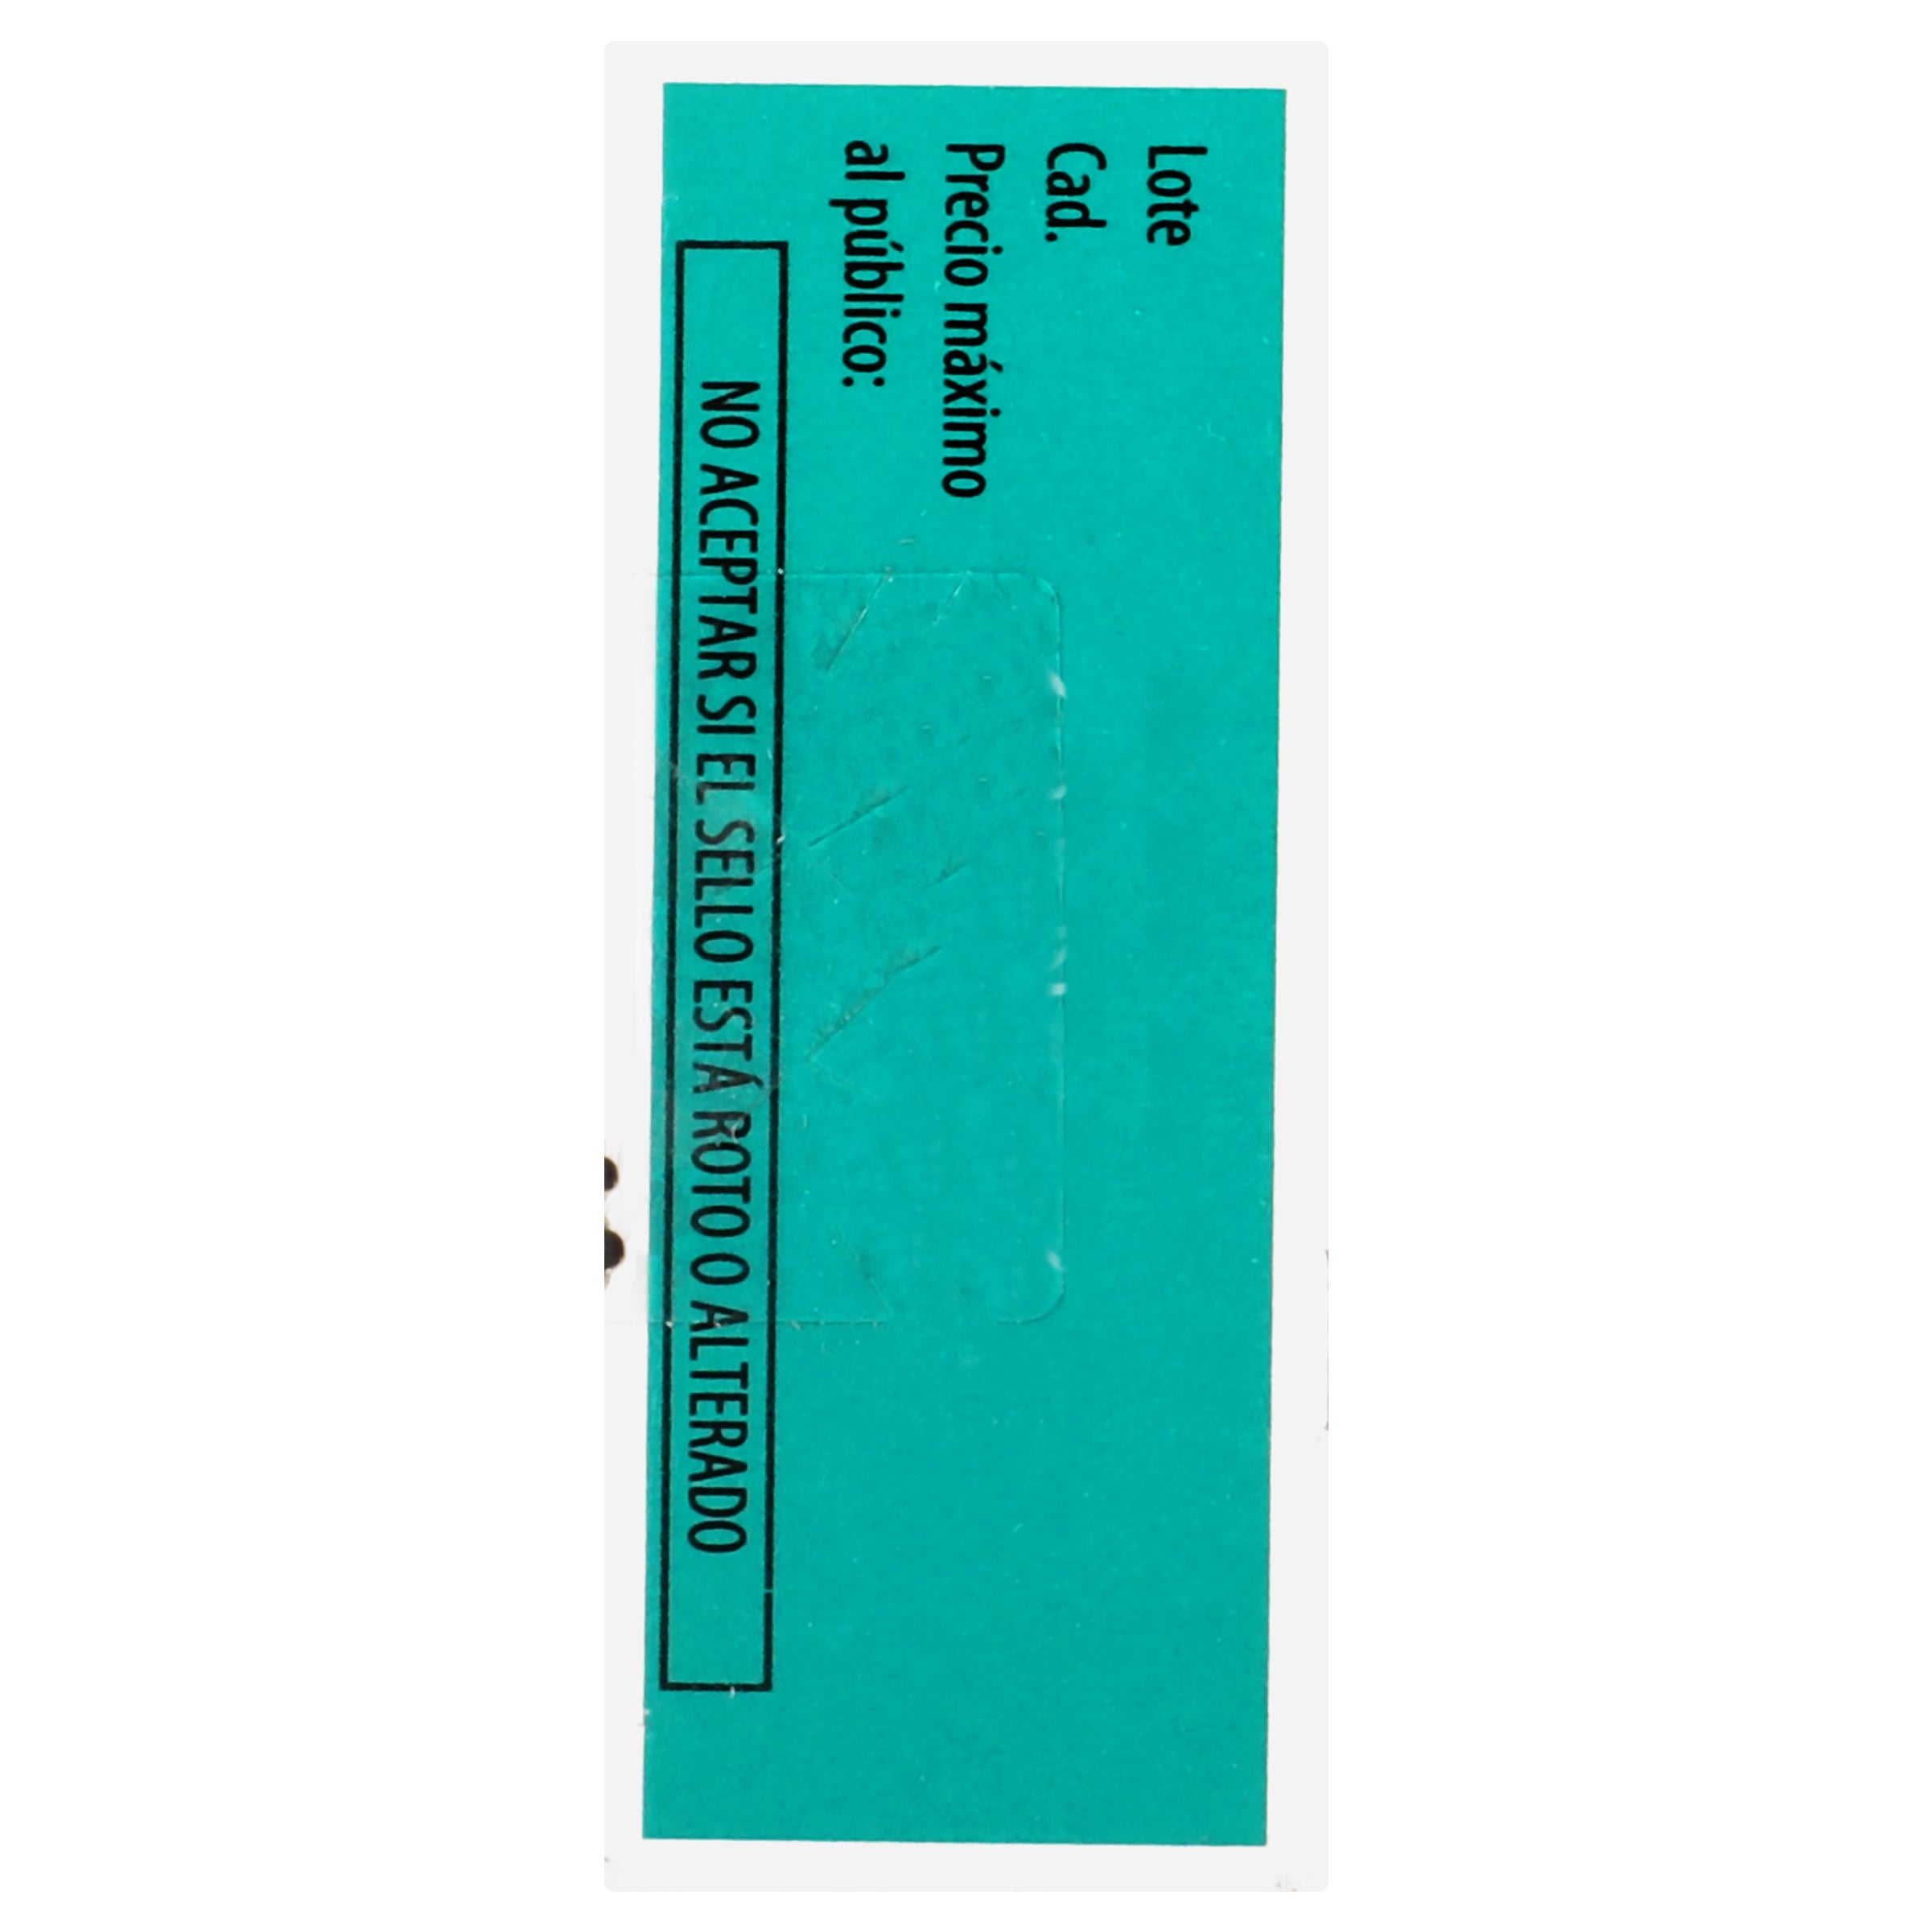 Lote
Cad.
Precio máximo
al público:
NO ACEPTAR SI EL SELLO ESTÁ ROTO O ALTERADO